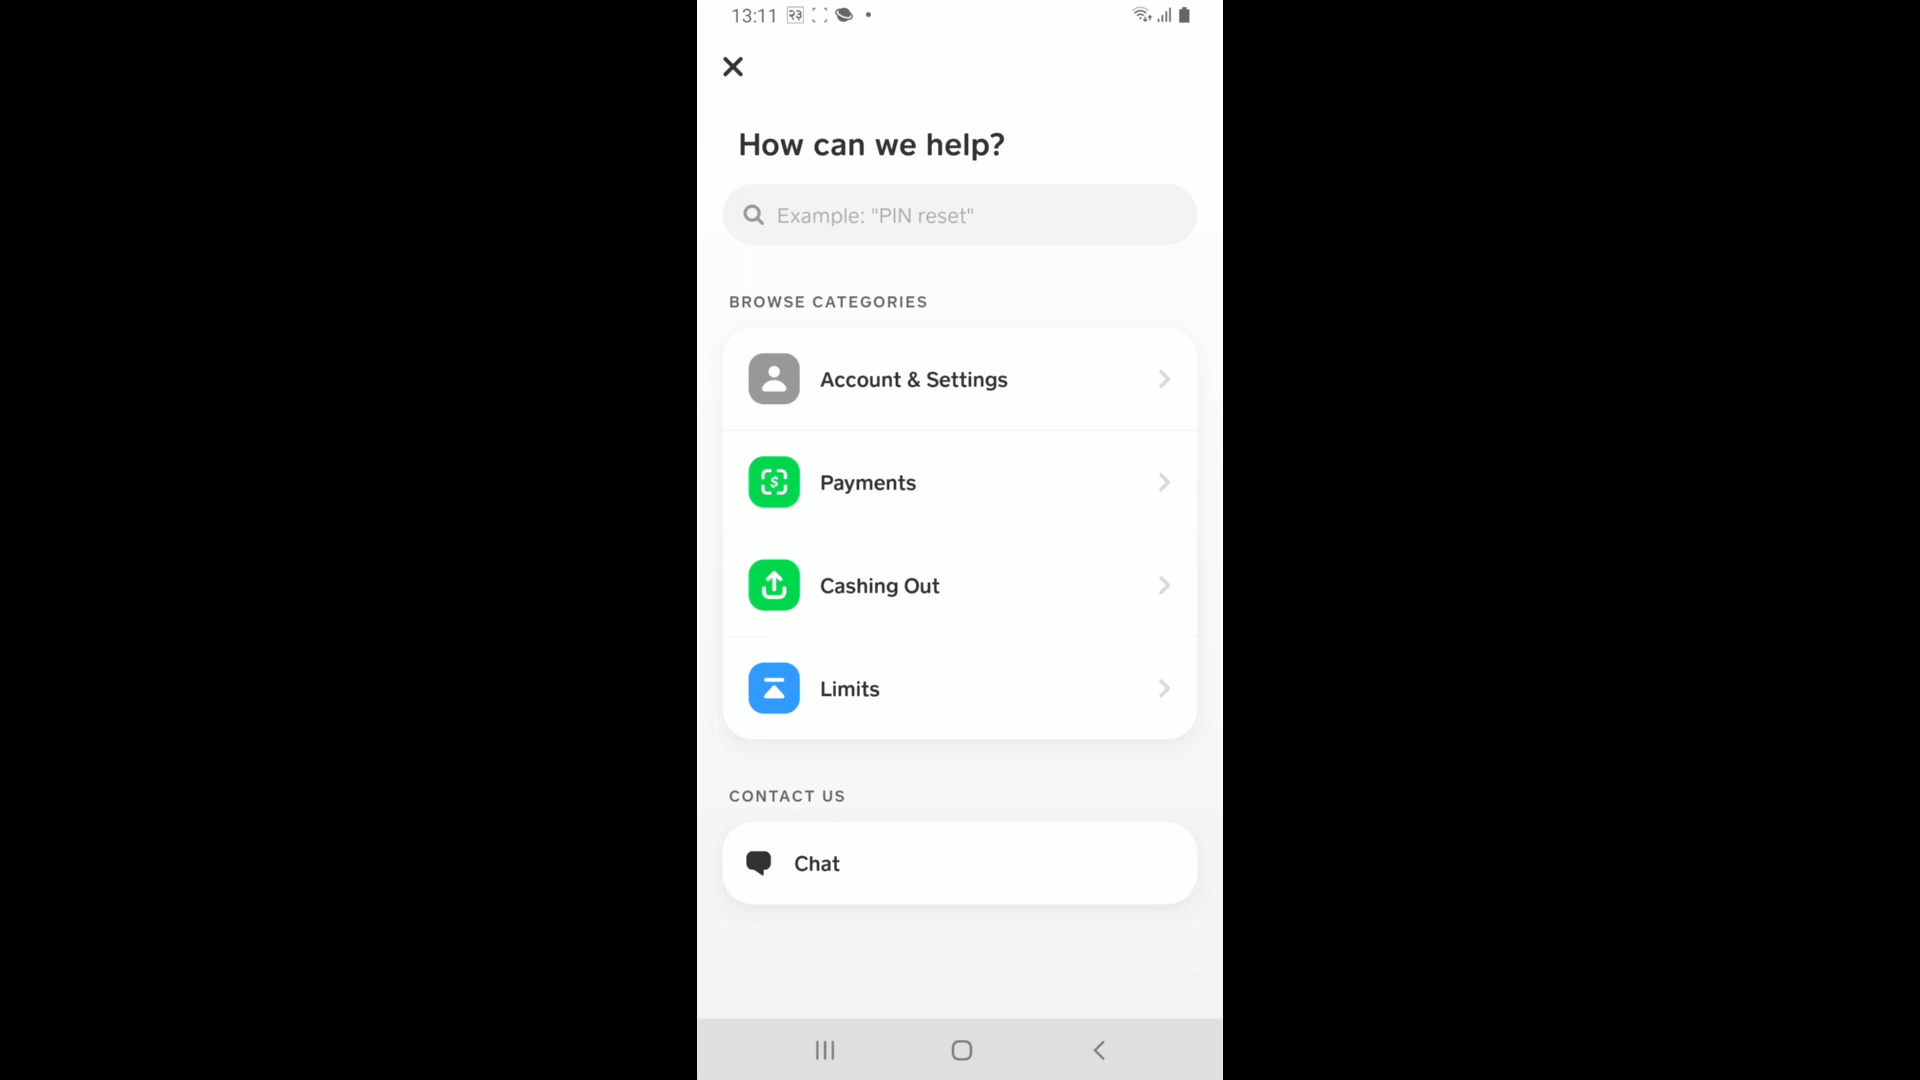 13:11 २३
How can we help?
Example: "PIN reset"
BROWSE CATEGORIES
Account & Settings
Payments
$
Cashing Out
Limits
CONTACT US
Chat